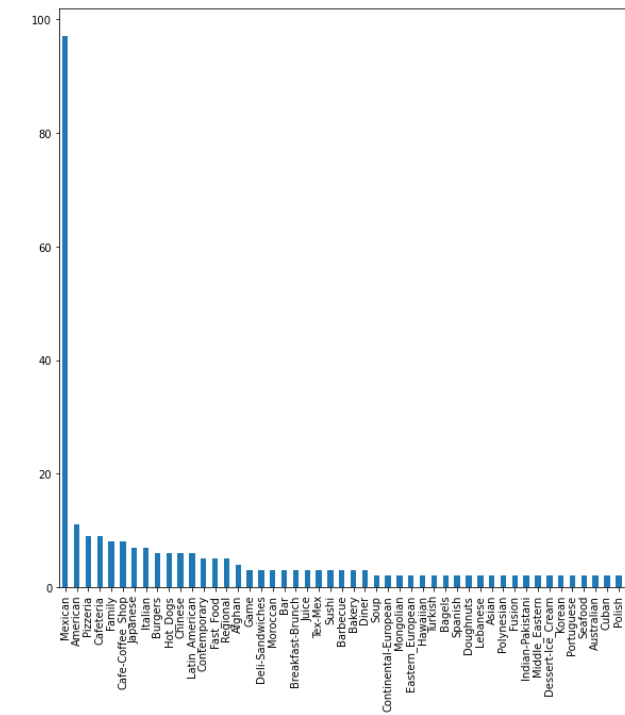 100
80
60
40
20
0
Mexican
American
Pizzeria
Cafeteria
Family
Cafe-Coffee_Shop
Japanese
Italian
Burgers
Hot_Dogs
Chinese
Latin_American
Contemporary
Fast_Food
Regional
Afghan
Game
Deli-Sandwiches
Moroccan
Bar
Breakfast-Brunch
Juice
Tex-Mex
Sushi
Barbecue
Bakery
Diner
Soup
Continental-European
Mongolian
Eastern_European
Hawaiian
Turkish
Bagels
Spanish
Doughnuts
Lebanese
Asian
Polynesian
Fusion
Indian-Pakistani
Middle_Eastern
Dessert-Ice_Cream
Korean
Portuguese
Seafood
Australian
Cuban
Polish